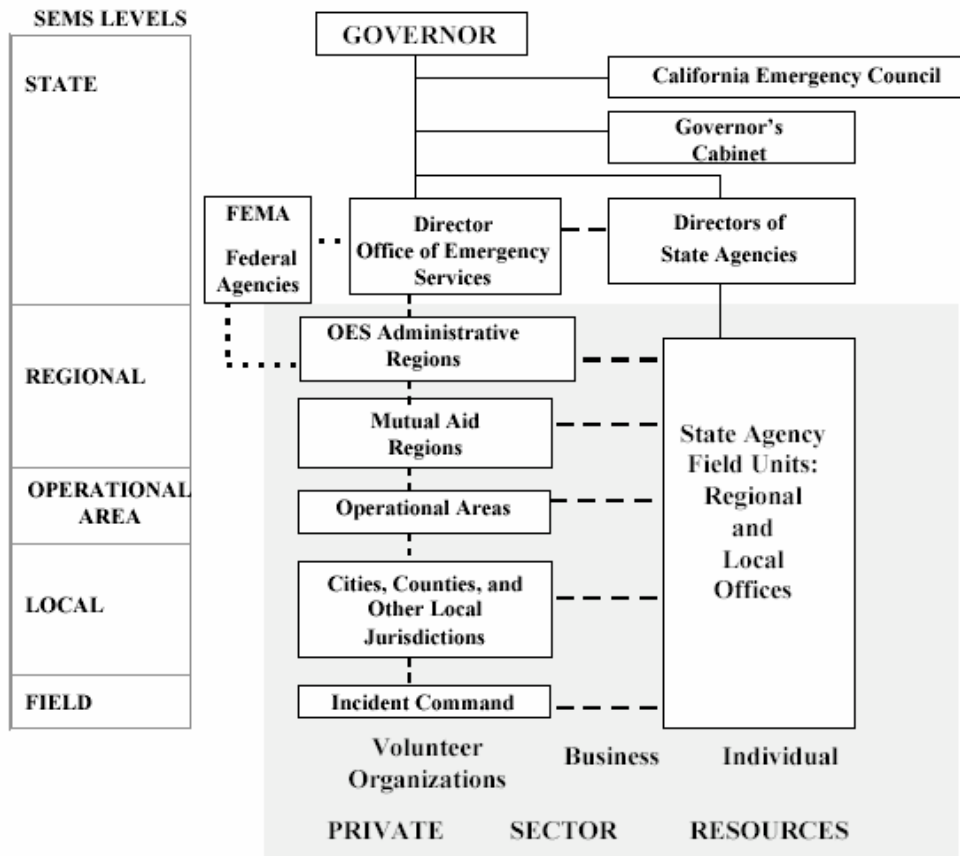 SEMS LEVELS
GOVERNOR
STATE
California Emergency Council
Governor's
Cabinet
FEMA
Federal
Agencies
Director
Office of Emergency
Services
Directors of
State Agencies
OES Administrative
Regions
REGIONAL
Mutual Aid
Regions
State Agency
Field Units:
Regional
and
Local
Offices
OPERATIONAL
AREA
Operational Areas
LOCAL
Cities, Counties, and
Other Local
Jurisdictions
FIELD
Incident Command
Volunteer
Organizations
Business
Individual
PRIVATE SECTOR RESOURCES